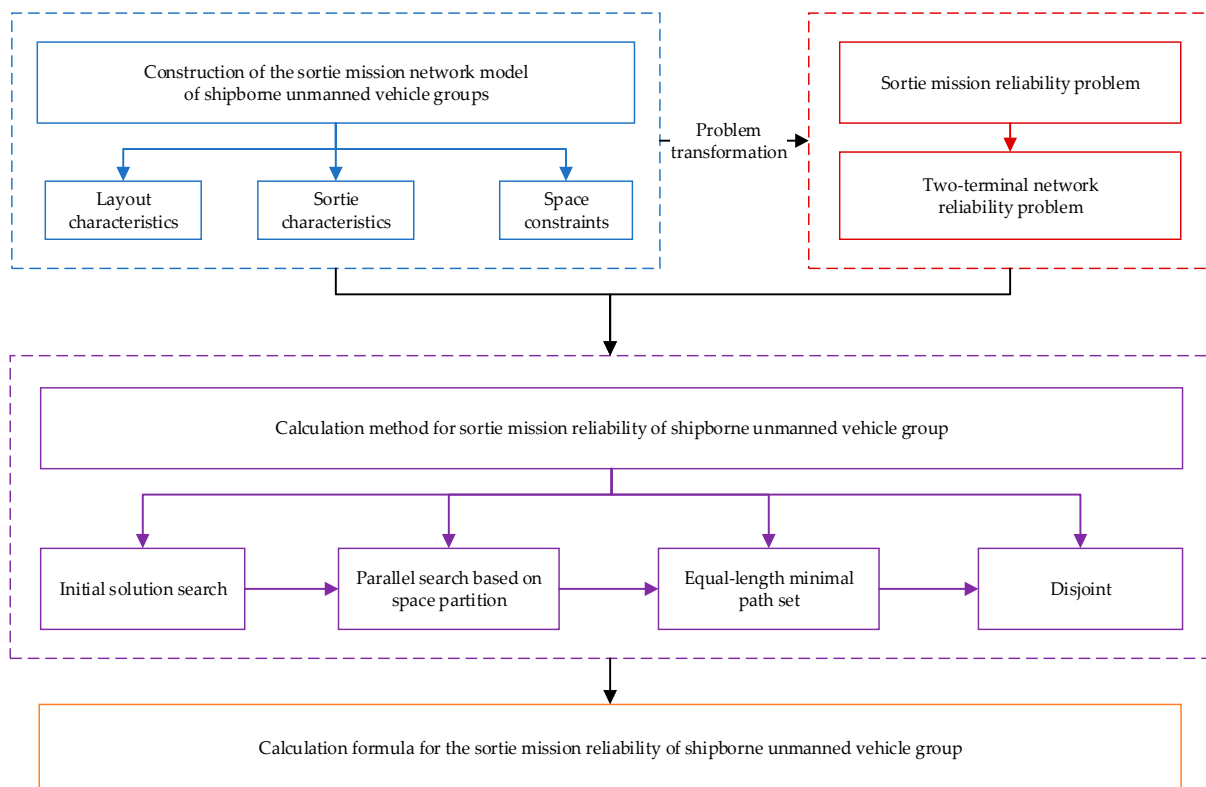 Construction of the sortie mission network model
of shipborne unmanned vehicle groups
Layout
characteristics
Sortie
characteristics
Space
constraints
Problem
transformation
Sortie mission reliability problem
Two-terminal network
reliability problem
Calculation method for sortie mission reliability of shipborne unmanned vehicle group
Initial solution search
Parallel search based on
space partition
Equal-length minimal
path set
Disjoint
Calculation formula for the sortie mission reliability of shipborne unmanned vehicle group